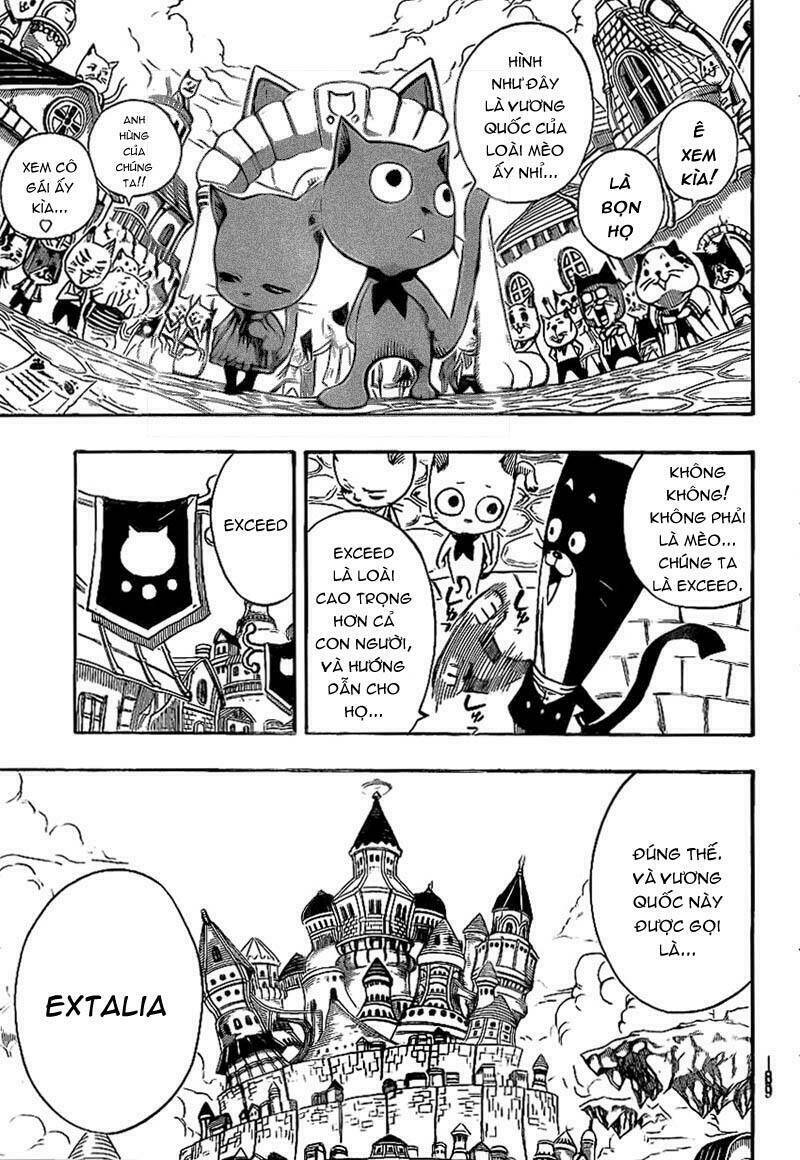 Ê
XEM
KÌA!
LÀ
BỌN
HỌ
HÌNH
NHƯ ĐÂY
LÀ VƯƠNG
QUỐC CỦA
LOÀI MÈO
ẤY NHỈ...
ANH
HÙNG CỦA
CHÚNG
TA!!
XEM CÔ
GÁI ẤY
KÌA...
♡
KHÔNG
KHÔNG!
KHÔNG PHẢI
LÀ MÈO...
CHÚNG TA
LÀ EXCEED.
EXCEED
LÀ LOÀI
CAO TRỌNG
HƠN CẢ
CON NGƯỜI,
VÀ HƯỚNG
DẪN CHO
HỌ...
EXCEED
ĐÚNG THẾ.
VÀ VƯƠNG
QUỐC NÀY
ĐƯỢC GỌI
LÀ...
EXTALIA
189